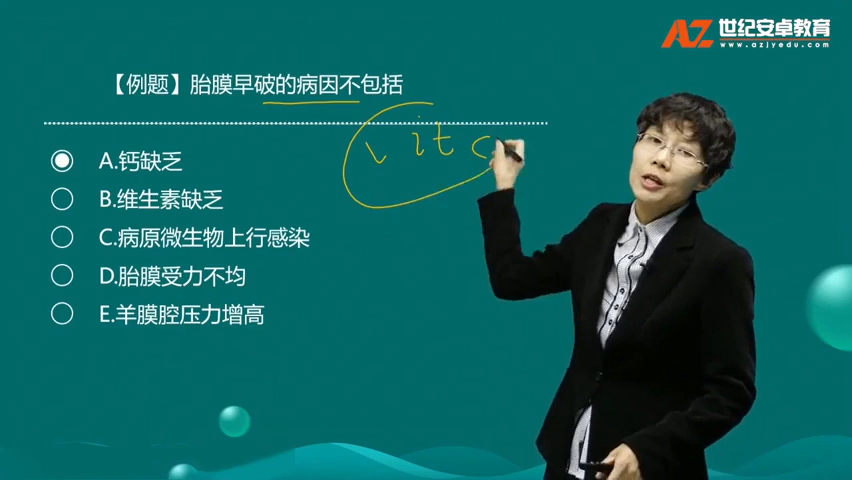 世纪安卓教育
www.azjyedu.com
【例题】胎膜早破的病因不包括
vit c
A.钙缺乏
B.维生素缺乏
C.病原微生物上行感染
D.胎膜受力不均
E.羊膜腔压力增高